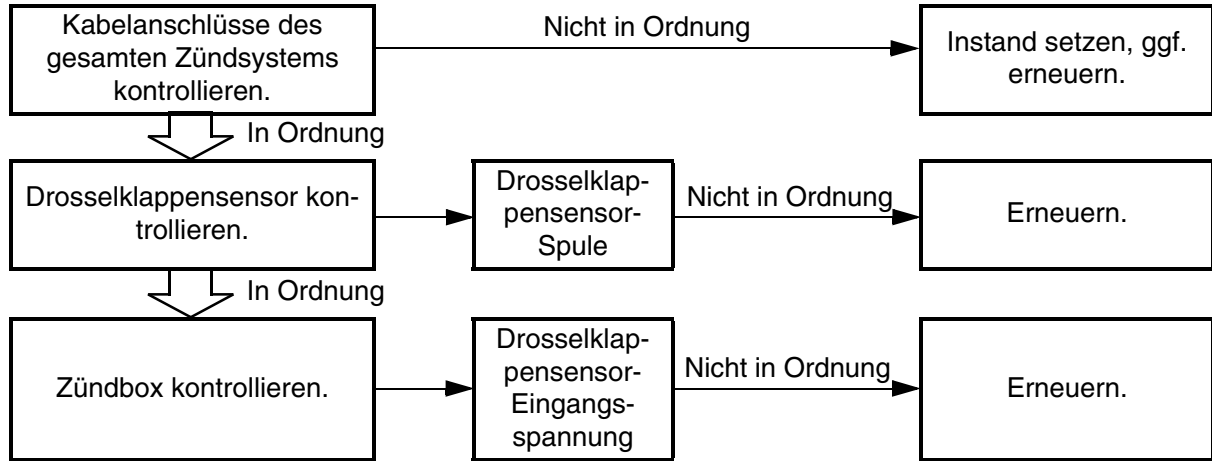 Kabelanschlüsse des
gesamten Zündsystems
kontrollieren.
Nicht in Ordnung
Instand setzen, ggf.
erneuern.
In Ordnung
Drosselklappensensor kon-
trollieren.
Drosselklap-
pensensor-
Spule
Nicht in Ordnung
Erneuern.
In Ordnung
Zündbox kontrollieren.
Drosselklap-
pensensor-
Eingangs-
spannung
Nicht in Ordnung
Erneuern.